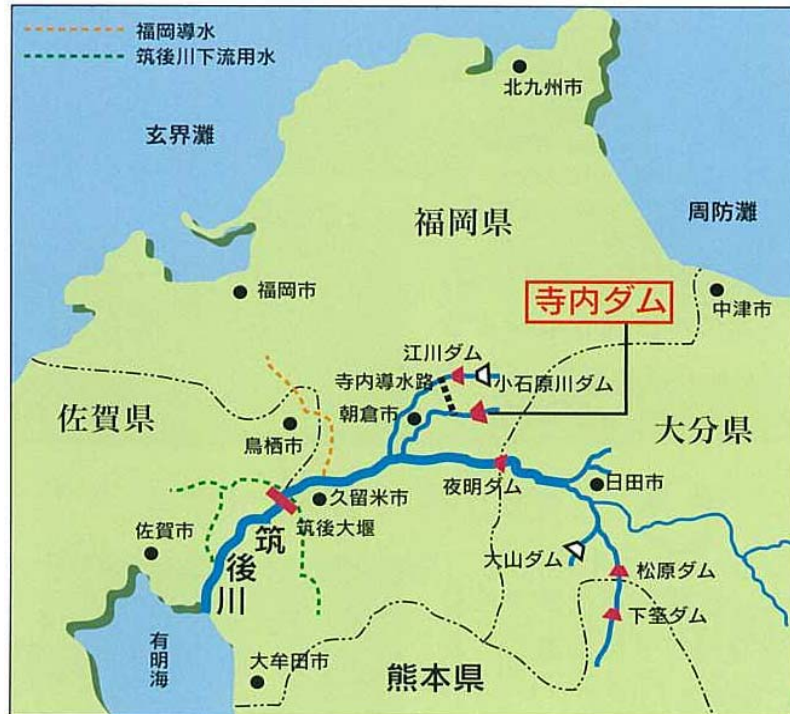 福岡導水
筑後川下流用水
北九州市
玄界灘
福岡県
周防灘
福岡市
寺内ダム
中津市
江川ダム
寺内導水路
小石原川ダム
佐賀県
朝倉市
鳥栖市
大分県
夜明ダム
日田市
久留米市
筑後大堰
佐賀市
筑後川
大山ダム
松原ダム
下筌ダム
有明海
大牟田市
熊本県